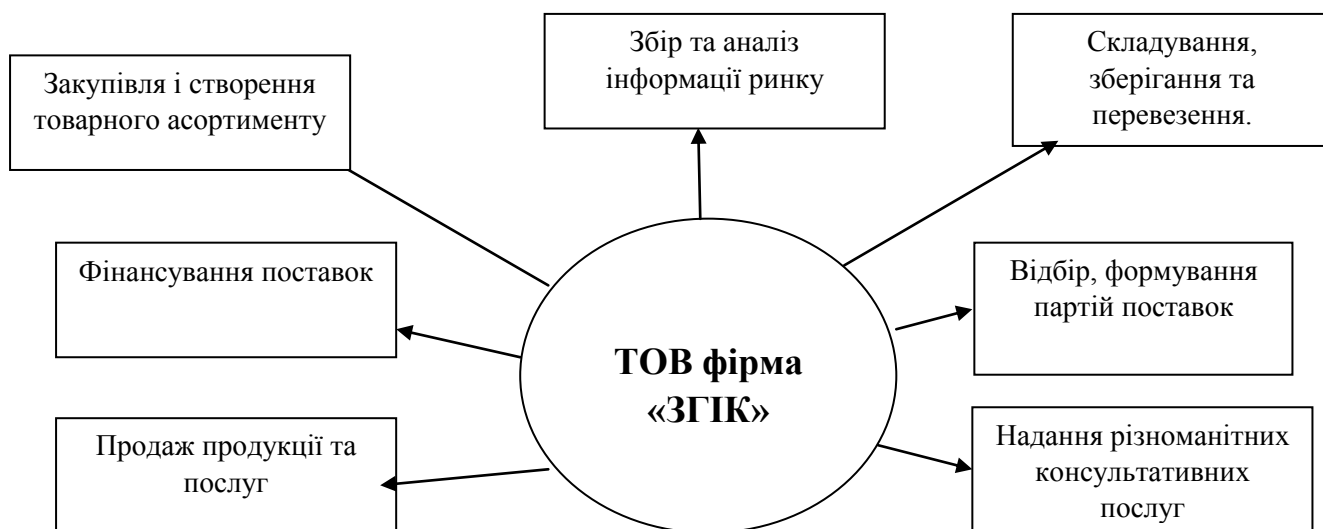 Закупівля і створення
товарного асортименту
Збір та аналіз
інформації ринку
Складування,
зберігання та
перевезення.
Фінансування поставок
Відбір, формування
партій поставок
ТОВ фірма
«ЗГІК»
Продаж продукції та
послуг
Надання різноманітних
консультативних
послуг